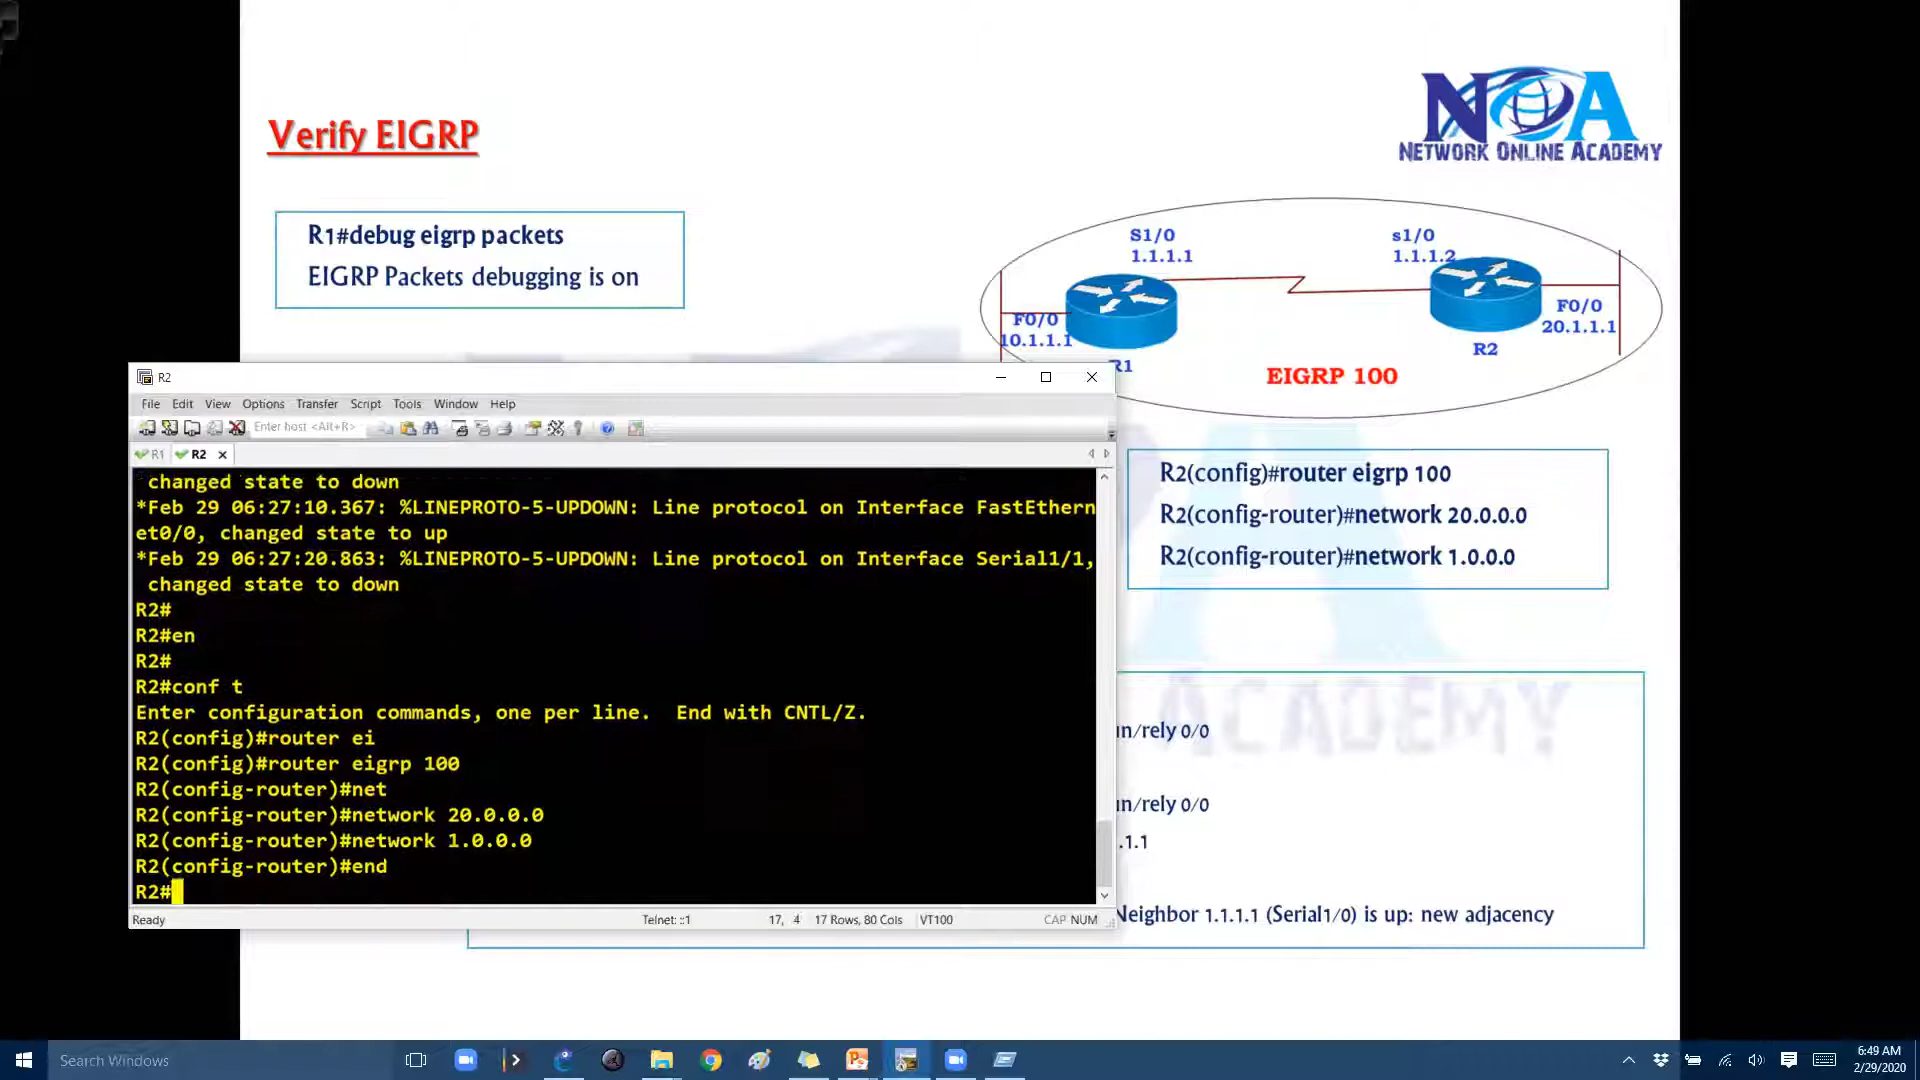 Verify EIGRP
NOA
NETWORK ONLINE ACADEMY
R1#debug eigrp packets
EIGRP Packets debugging is on
S1/0
1.1.1.1
s1/0
1.1.1.2
F0/0
10.1.1.1
F0/0
20.1.1.1
R1
R2
EIGRP 100
R2
File Edit View Options Transfer Script Tools Window Help
Enter host <Alt+R>
R1 R2
changed state to down
*Feb 29 06:27:10.367: %LINEPROTO-5-UPDOWN: Line protocol on Interface FastEthern
et0/0, changed state to up
*Feb 29 06:27:20.863: %LINEPROTO-5-UPDOWN: Line protocol on Interface Serial1/1,
changed state to down
R2#
R2#en
R2#
R2#conf t
Enter configuration commands, one per line.  End with CNTL/Z.
R2(config)#router ei
R2(config)#router eigrp 100
R2(config-router)#net
R2(config-router)#network 20.0.0.0
R2(config-router)#network 1.0.0.0
R2(config-router)#end
R2#
Ready Telnet: ::1 17, 4 17 Rows, 80 Cols VT100 CAP NUM
R2(config)#router eigrp 100
R2(config-router)#network 20.0.0.0
R2(config-router)#network 1.0.0.0
ACADEMY
un/rely 0/0
un/rely 0/0
.1.1
Neighbor 1.1.1.1 (Serial1/0) is up: new adjacency
Search Windows
6:49 AM
2/29/2020